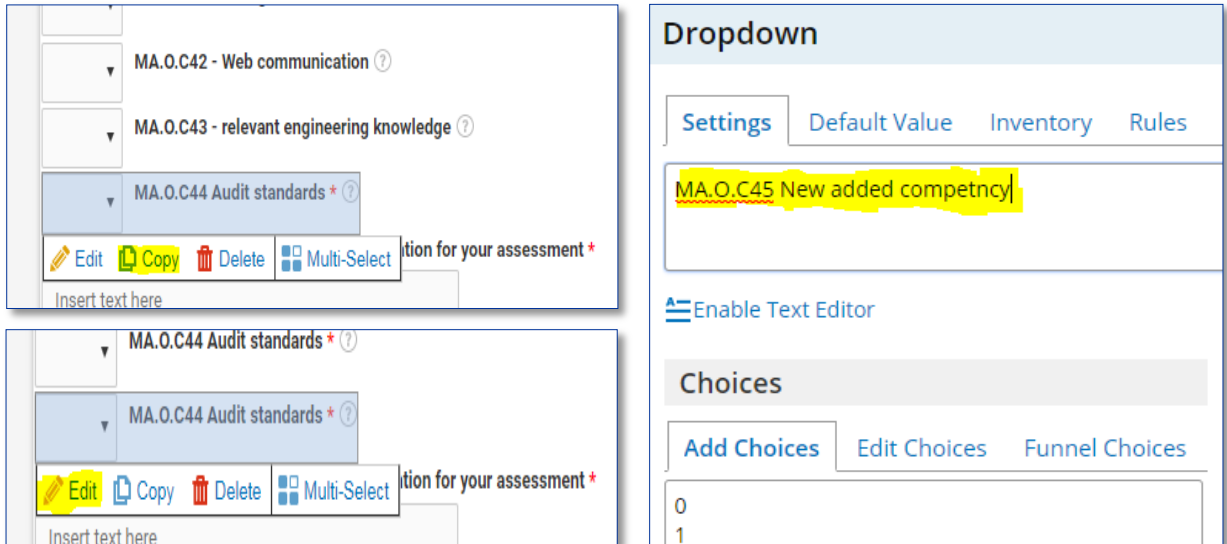 MA.O.C42 - Web communication ?
MA.O.C43 - relevant engineering knowledge ?
MA.O.C44 Audit standards * ?
Edit Copy Delete Multi-Select tion for your assessment *
Insert text here
MA.O.C44 Audit standards * ?
MA.O.C44 Audit standards * ?
Edit Copy Delete Multi-Select tion for your assessment *
Insert text here
Dropdown
Settings Default Value Inventory Rules
MA.O.C45 New added competncy
Enable Text Editor
Choices
Add Choices Edit Choices Funnel Choices
0
1